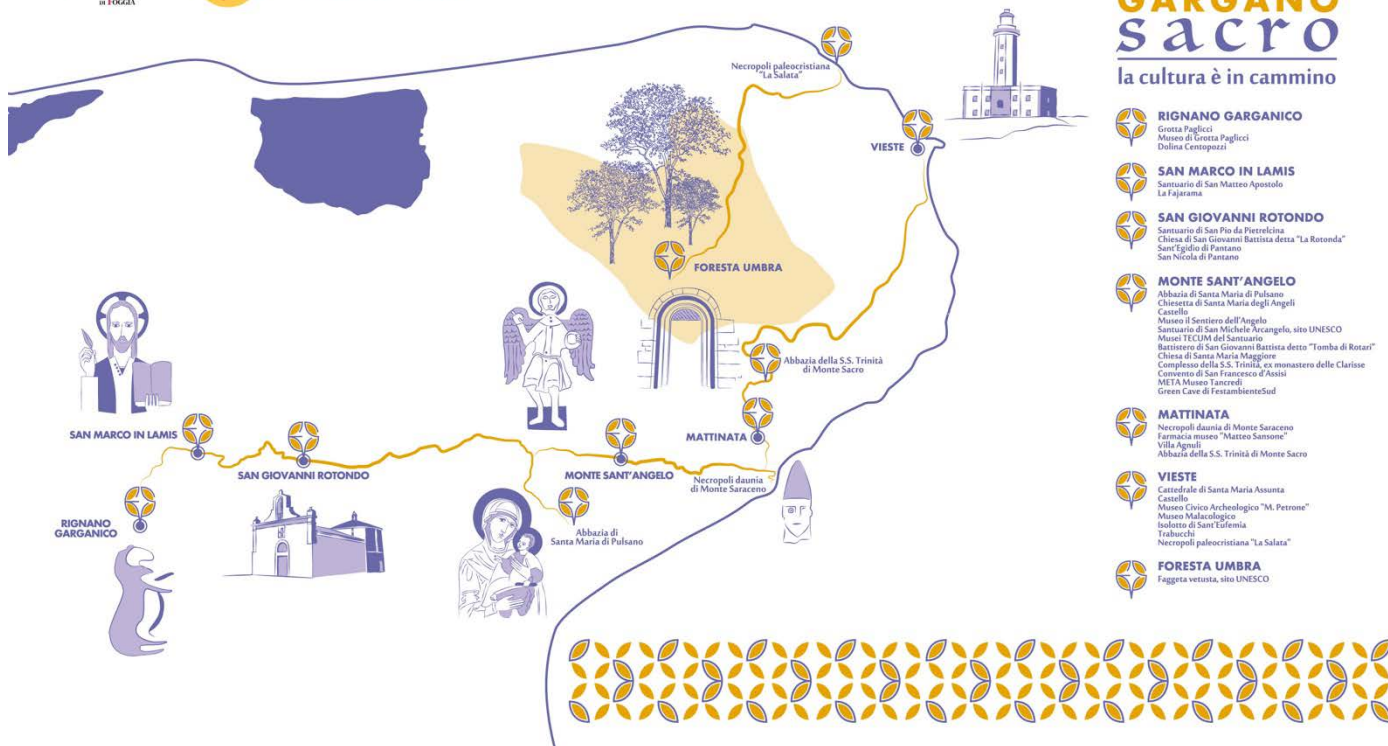 DI FOGGIA
GARGANO
sacro
la cultura è in cammino
Necropoli paleocristiana
"La Salata"
VIESTE
FORESTA UMBRA
Abbazia della S.S. Trinità
di Monte Sacro
MATTINATA
SAN MARCO IN LAMIS
SAN GIOVANNI ROTONDO
MONTE SANT'ANGELO
Necropoli daunia
di Monte Saraceno
RIGNANO
GARGANICO
Abbazia di
Santa Maria di Pulsano
RIGNANO GARGANICO
Grotta Paglicci
Museo di Grotta Paglicci
Dolina Centopozzi
SAN MARCO IN LAMIS
Santuario di San Matteo Apostolo
La Fajarama
SAN GIOVANNI ROTONDO
Santuario di San Pio da Pietrelcina
Chiesa di San Giovanni Battista detta "La Rotonda"
Sant'Egidio di Pantano
San Nicola di Pantano
MONTE SANT'ANGELO
Abbazia di Santa Maria di Pulsano
Chiesetta di Santa Maria degli Angeli
Castello
Museo il Sentiero dell'Angelo
Santuario di San Michele Arcangelo, sito UNESCO
Musei TECUM del Santuario
Battistero di San Giovanni Battista detto "Tomba di Rotari"
Chiesa di Santa Maria Maggiore
Complesso della S.S. Trinità, ex monastero delle Clarisse
Convento di San Francesco d'Assisi
META Museo Tancredi
Green Cave di FestambienteSud
MATTINATA
Necropoli daunia di Monte Saraceno
Farmacia museo "Matteo Sansone"
Villa Agnuli
Abbazia della S.S. Trinità di Monte Sacro
VIESTE
Cattedrale di Santa Maria Assunta
Castello
Museo Civico Archeologico "M. Petrone"
Museo Malacologico
Isolotto di Sant'Eufemia
Trabucchi
Necropoli paleocristiana "La Salata"
FORESTA UMBRA
Faggeta vetusta, sito UNESCO